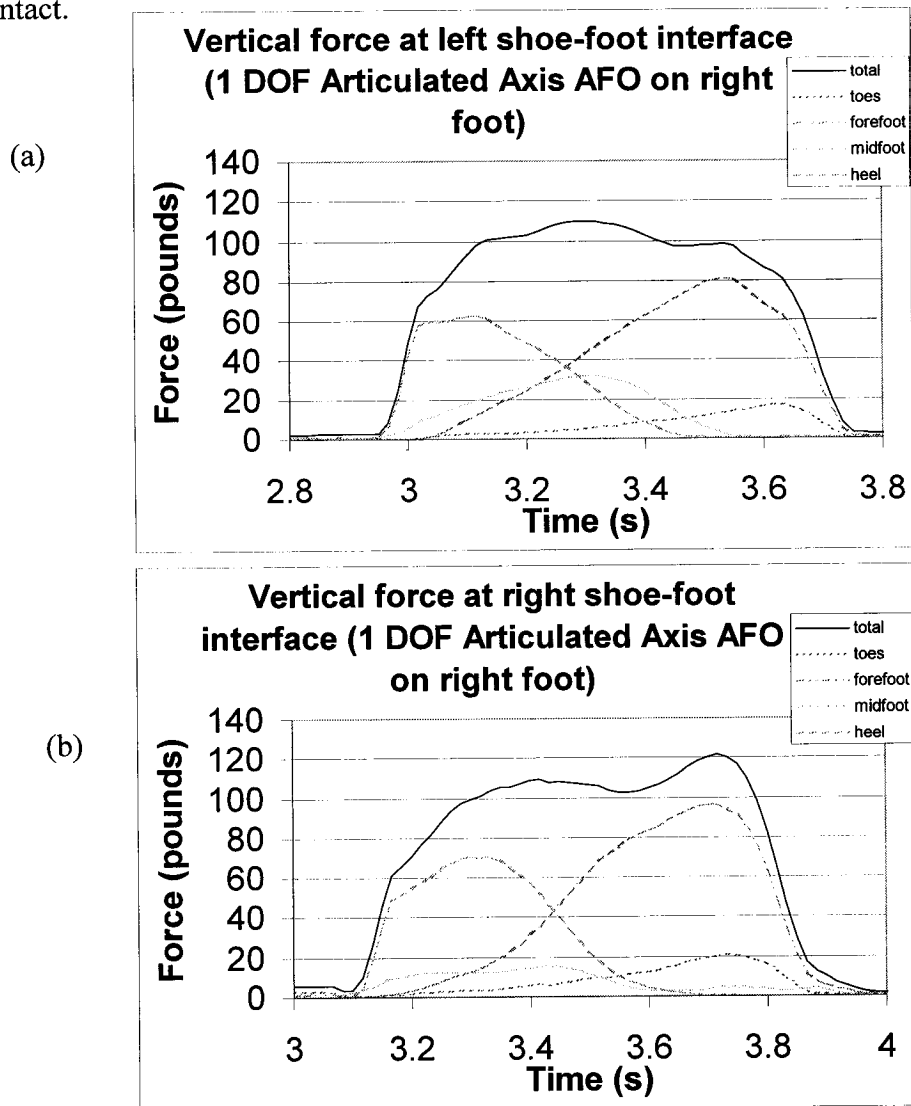 ntact.
(a)
Vertical force at left shoe-foot interface
(1 DOF Articulated Axis AFO on right
foot)
total
toes
forefoot
midfoot
heel
Force (pounds)
140
120
100
80
60
40
20
0
2.8 3 3.2 3.4 3.6 3.8
Time (s)
(b)
Vertical force at right shoe-foot
interface (1 DOF Articulated Axis AFO
on right foot)
total
toes
forefoot
midfoot
heel
Force (pounds)
140
120
100
80
60
40
20
0
3 3.2 3.4 3.6 3.8 4
Time (s)